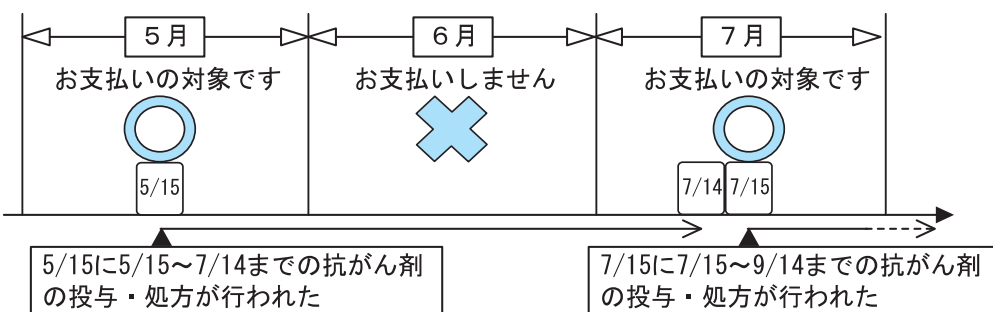 5月
6月
7月
お支払いの対象です
お支払いしません
お支払いの対象です
5/15
7/14
7/15
5/15に5/15～7/14までの抗がん剤
の投与・処方が行われた
7/15に7/15～9/14までの抗がん剤
の投与・処方が行われた